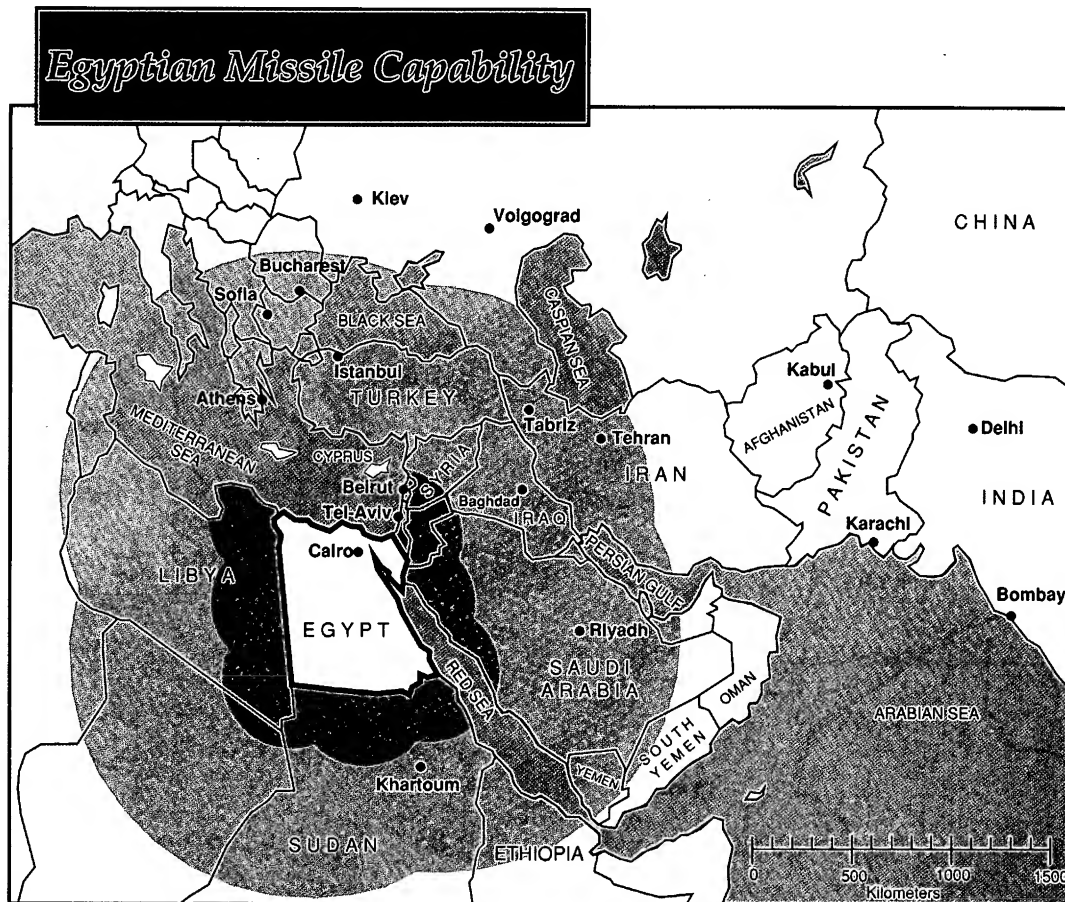 Egyptian Missile Capability
Kiev
Volgograd
CHINA
Bucharest
Sofia
BLACK SEA
CASPIAN SEA
Istanbul
TURKEY
Kabul
AFGHANISTAN
PAKISTAN
Athens
Tabriz
Tehran
Delhi
MEDITERRANEAN
SEA
CYPRUS
SYRIIA
IRAN
Beirut
Baghdad
INDIA
Tel-Aviv
IRAQ
Karachi
Cairo
PERSIAN GULF
LIBYA
Bombay
EGYPT
Riyadh
RED SEA
SAUDI
ARABIA
OMAN
SOUTH
YEMEN
ARABIAN SEA
YEMEN
Khartoum
SUDAN
ETHIOPIA
0 500 1000 1500
Kilometers